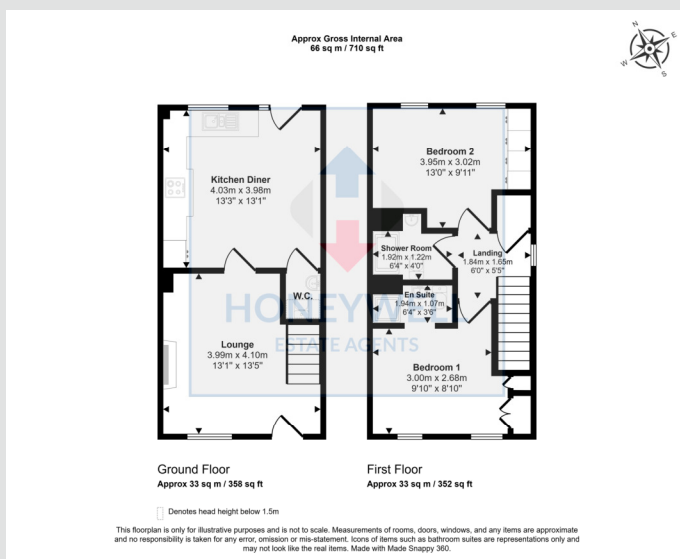 Approx Gross Internal Area
66 sq m / 710 sq ft
N
E
S
W
Kitchen Diner
4.03m x 3.98m
13'3" x 13'1"
W.C.
Lounge
3.99m x 4.10m
13'1" x 13'5"
Bedroom 2
3.95m x 3.02m
13'0" x 9'11"
Shower Room
1.92m x 1.22m
6'4" x 4'0"
Landing
1.84m x 1.65m
6'0" x 5'5"
En Suite
1.94m x 1.07m
6'4" x 3'6"
Bedroom 1
3.00m x 2.68m
9'10" x 8'10"
HONEYWELL
ESTATE AGENTS
Ground Floor
Approx 33 sq m / 358 sq ft
First Floor
Approx 33 sq m / 352 sq ft
Denotes head height below 1.5m
This floorplan is only for illustrative purposes and is not to scale. Measurements of rooms, doors, windows, and any items are approximate
and no responsibility is taken for any error, omission or mis-statement. Icons of items such as bathroom suites are representations only and
may not look like the real items. Made with Made Snappy 360.